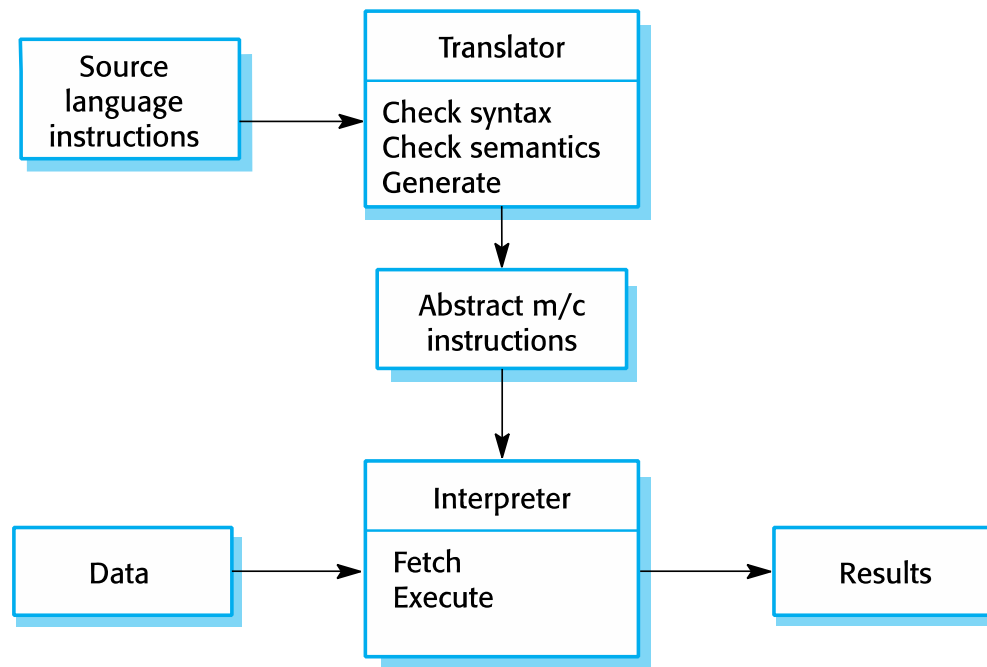 Source
language
instructions
Translator
Check syntax
Check semantics
Generate
Abstract m/c
instructions
Interpreter
Fetch
Execute
Data
Results